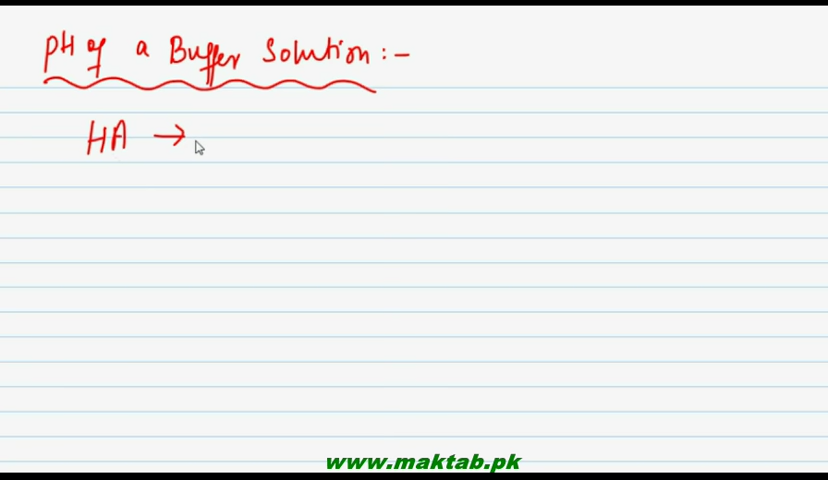 pH of a Buffer Solution :-
HA →
www.maktab.pk